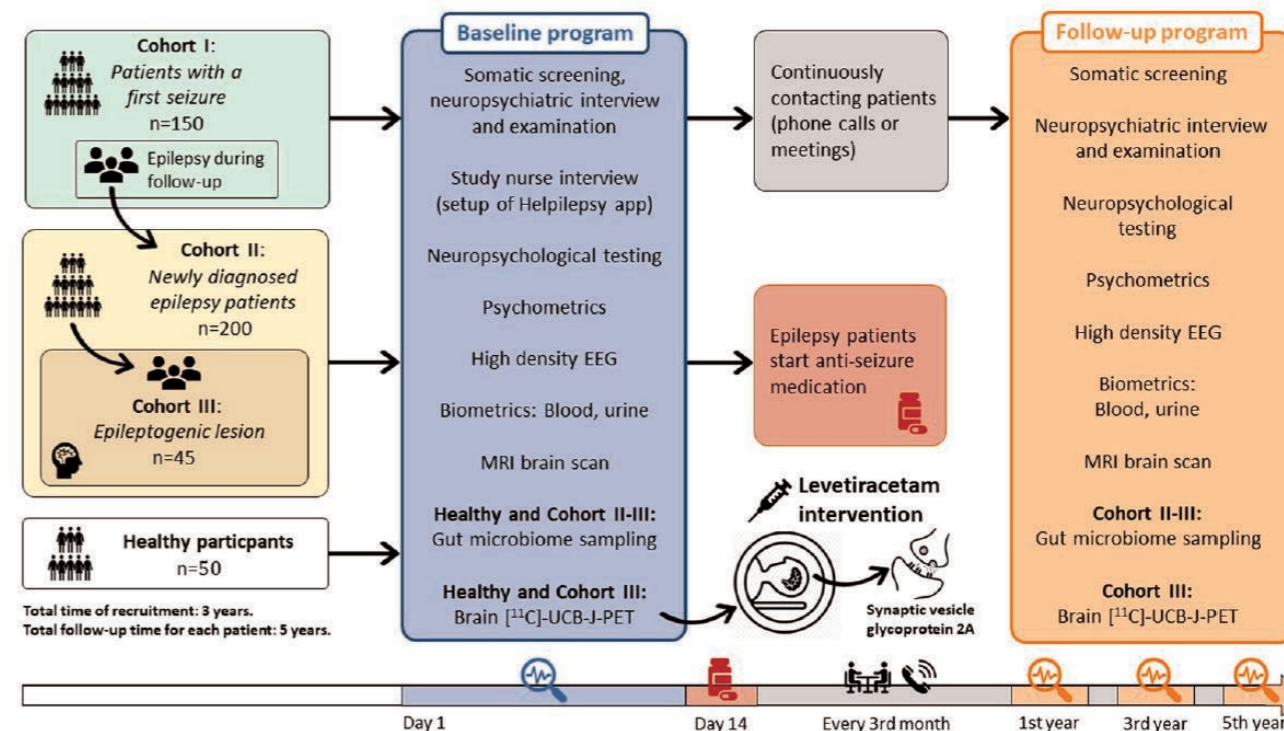 Cohort I:
Patients with a
first seizure
n=150
Epilepsy during
follow-up
Cohort II:
Newly diagnosed
epilepsy patients
n=200
Cohort III:
Epileptogenic lesion
n=45
Healthy particpants
n=50
Total time of recruitment: 3 years.
Total follow-up time for each patient: 5 years.
Baseline program
Somatic screening,
neuropsychiatric interview
and examination
Study nurse interview
(setup of Helpilepsy app)
Neuropsychological testing
Psychometrics
High density EEG
Biometrics: Blood, urine
MRI brain scan
Healthy and Cohort II-III:
Gut microbiome sampling
Healthy and Cohort III:
Brain [¹¹C]-UCB-J-PET
Continuously
contacting patients
(phone calls or
meetings)
Epilepsy patients
start anti-seizure
medication
Levetiracetam
intervention
Synaptic vesicle
glycoprotein 2A
Follow-up program
Somatic screening
Neuropsychiatric interview
and examination
Neuropsychological
testing
Psychometrics
High density EEG
Biometrics:
Blood, urine
MRI brain scan
Cohort II-III:
Gut microbiome sampling
Cohort III:
Brain [¹¹C]-UCB-J-PET
Day 1
Day 14
Every 3rd month
1st year
3rd year
5th year